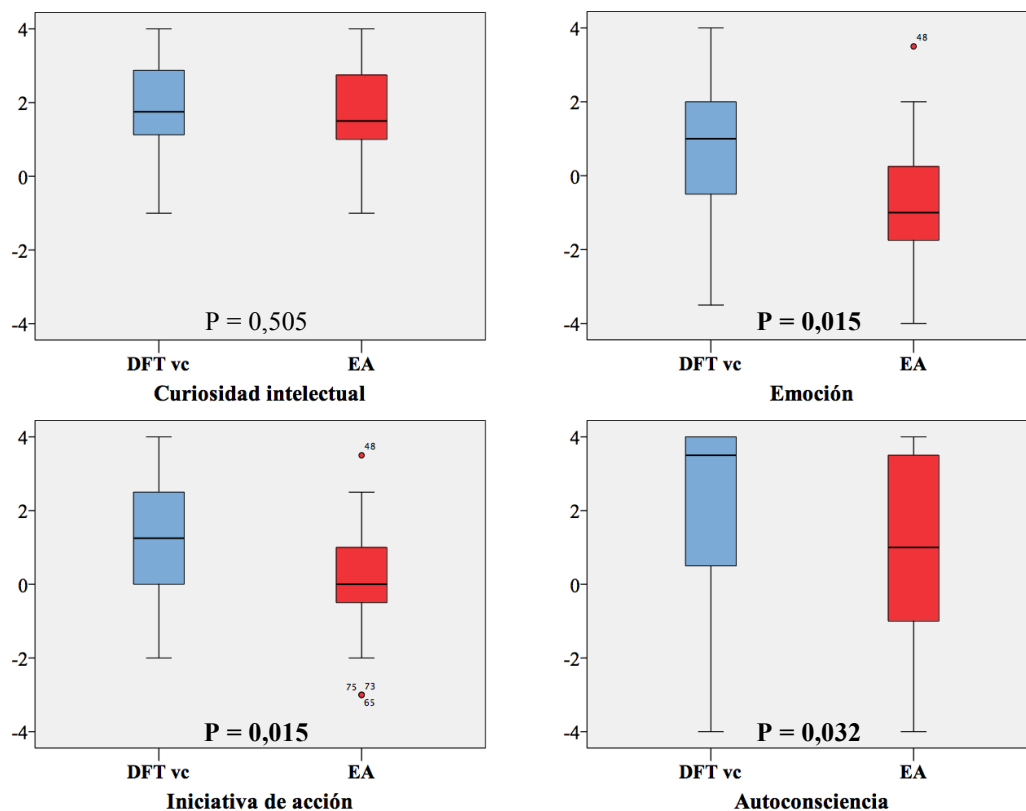 4
2
0
-2
-4
P = 0,505
DFT vc EA
Curiosidad intelectual
4
2
0
-2
-4
48
P = 0,015
DFT vc EA
Emoción
4
2
0
-2
-4
48
75 73
65
P = 0,015
DFT vc EA
Iniciativa de acción
4
2
0
-2
-4
P = 0,032
DFT vc EA
Autoconsciencia